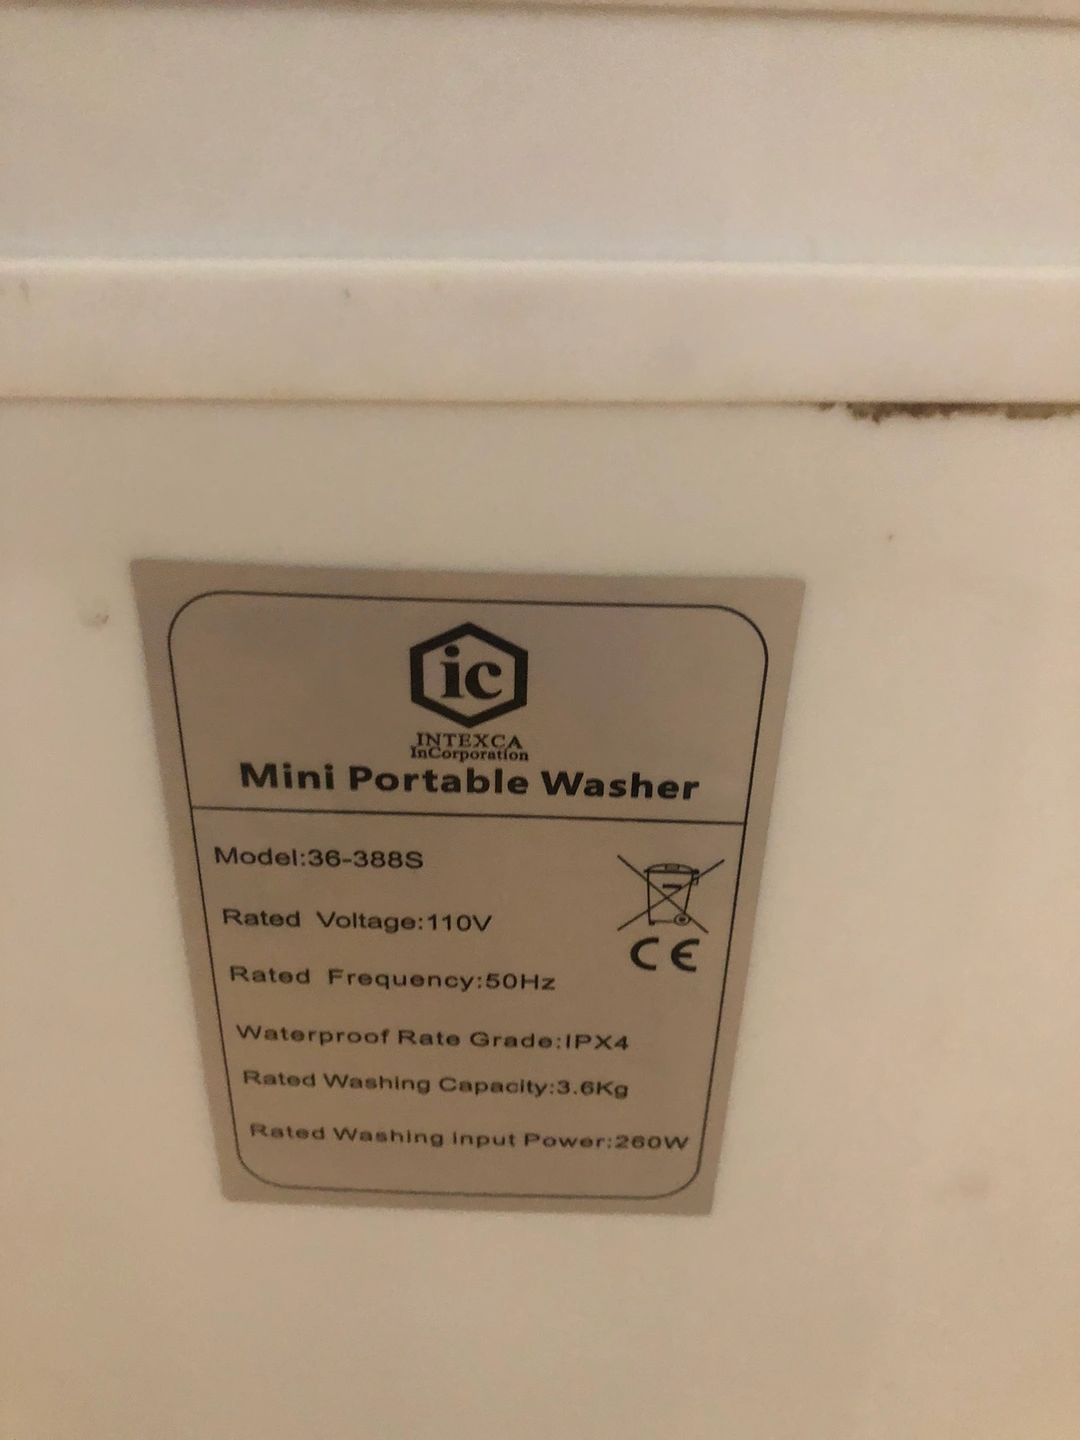 ic
INTEXCA
InCorporation
Mini Portable Washer
Model:36-388S
Rated Voltage:110V
Rated Frequency:50Hz
Waterproof Rate Grade:IPX4
Rated Washing Capacity:3.6Kg
Rated Washing input Power:260W
CE